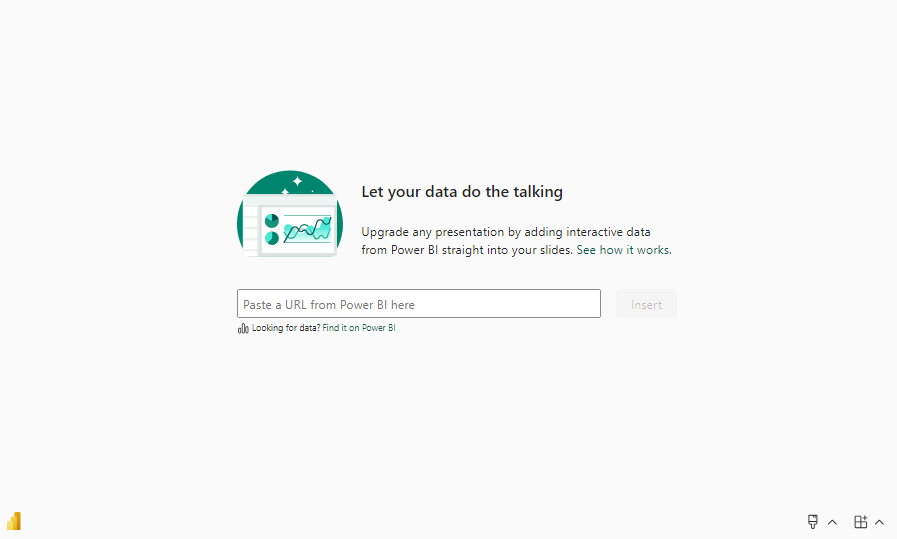 Let your data do the talking
Upgrade any presentation by adding interactive data
from Power BI straight into your slides. See how it works.
Paste a URL from Power BI here
Insert
Looking for data? Find it on Power BI